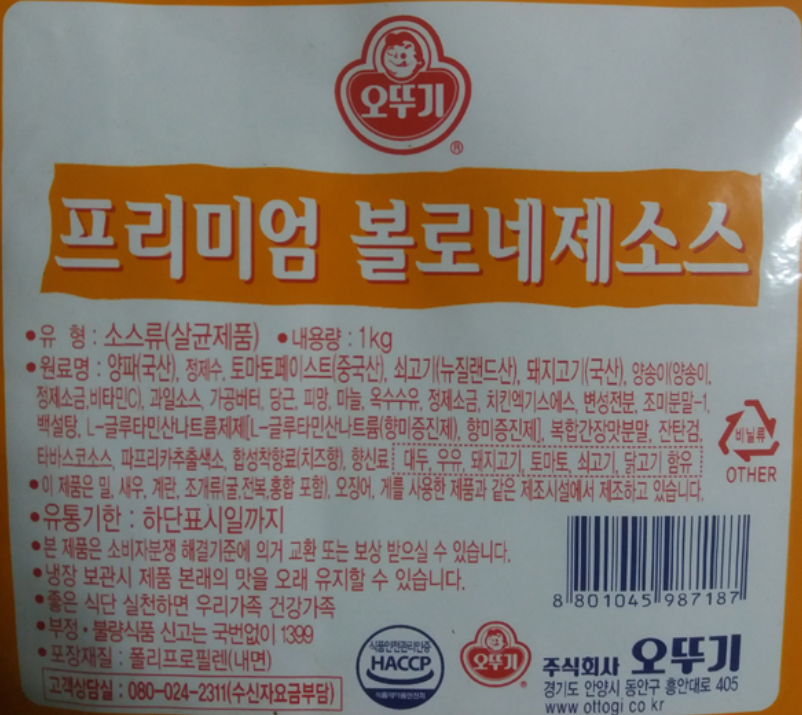 오뚜기
®
프리미엄 볼로네제소스
• 유 형 : 소스류(살균제품) • 내용량 : 1kg
• 원료명 : 양파(국산), 정제수, 토마토페이스트(중국산), 쇠고기(뉴질랜드산), 돼지고기(국산), 양송이(양송이,
정제소금,비타민C), 과일소스, 가공버터, 당근, 피망, 마늘, 옥수수유, 정제소금, 치킨엑기스에스, 변성전분, 조미분말-1,
백설탕, L-글루타민산나트륨제제[L-글루타민산나트륨(향미증진제), 향미증진제], 복합간장맛분말, 잔탄검,
타바스코소스, 파프리카추출색소, 합성착향료(치즈향), 향신료 대두, 우유, 돼지고기, 토마토, 쇠고기, 닭고기 함유
• 이 제품은 밀, 새우, 계란, 조개류(굴,전복,홍합 포함), 오징어, 게를 사용한 제품과 같은 제조시설에서 제조하고 있습니다.
• 유통기한 : 하단표시일까지
• 본 제품은 소비자분쟁 해결기준에 의거 교환 또는 보상 받으실 수 있습니다.
• 냉장 보관시 제품 본래의 맛을 오래 유지할 수 있습니다.
• 좋은 식단 실천하면 우리가족 건강가족
• 부정 • 불량식품 신고는 국번없이 1399
• 포장재질 : 폴리프로필렌(내면)
고객상담실 : 080-024-2311(수신자요금부담)
비닐류
OTHER
8 801045 987187
식품안전관리인증
HACCP
식품의약품안전처
오뚜기
주식회사 오뚜기
경기도 안양시 동안구 흥안대로 405
www ottogi co kr